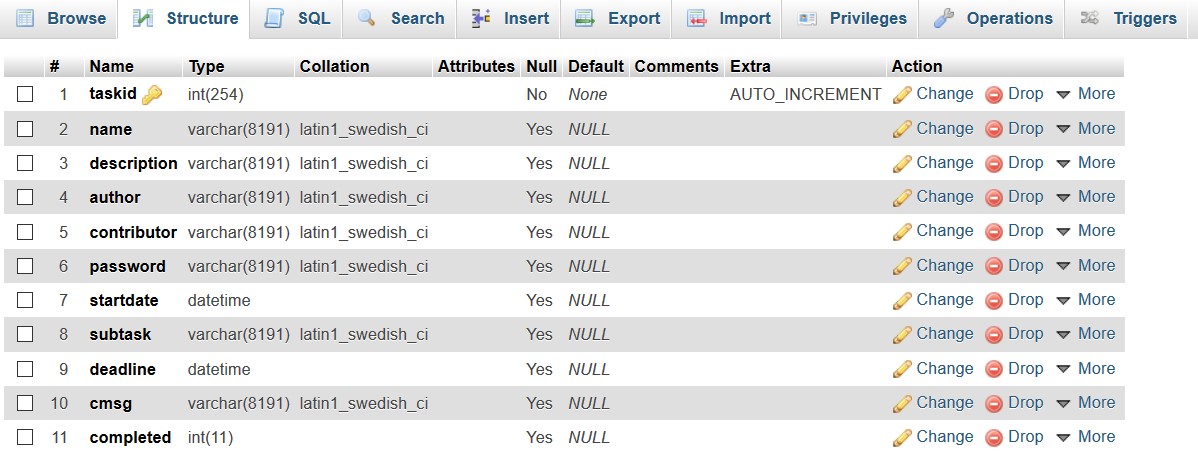 Browse Structure SQL Search Insert Export Import Privileges Operations Triggers
# Name Type Collation Attributes Null Default Comments Extra Action
1 taskid int(254) No None AUTO_INCREMENT Change Drop More
2 name varchar(8191) latin1_swedish_ci Yes NULL Change Drop More
3 description varchar(8191) latin1_swedish_ci Yes NULL Change Drop More
4 author varchar(8191) latin1_swedish_ci Yes NULL Change Drop More
5 contributor varchar(8191) latin1_swedish_ci Yes NULL Change Drop More
6 password varchar(8191) latin1_swedish_ci Yes NULL Change Drop More
7 startdate datetime Yes NULL Change Drop More
8 subtask varchar(8191) latin1_swedish_ci Yes NULL Change Drop More
9 deadline datetime Yes NULL Change Drop More
10 cmsg varchar(8191) latin1_swedish_ci Yes NULL Change Drop More
11 completed int(11) Yes NULL Change Drop More